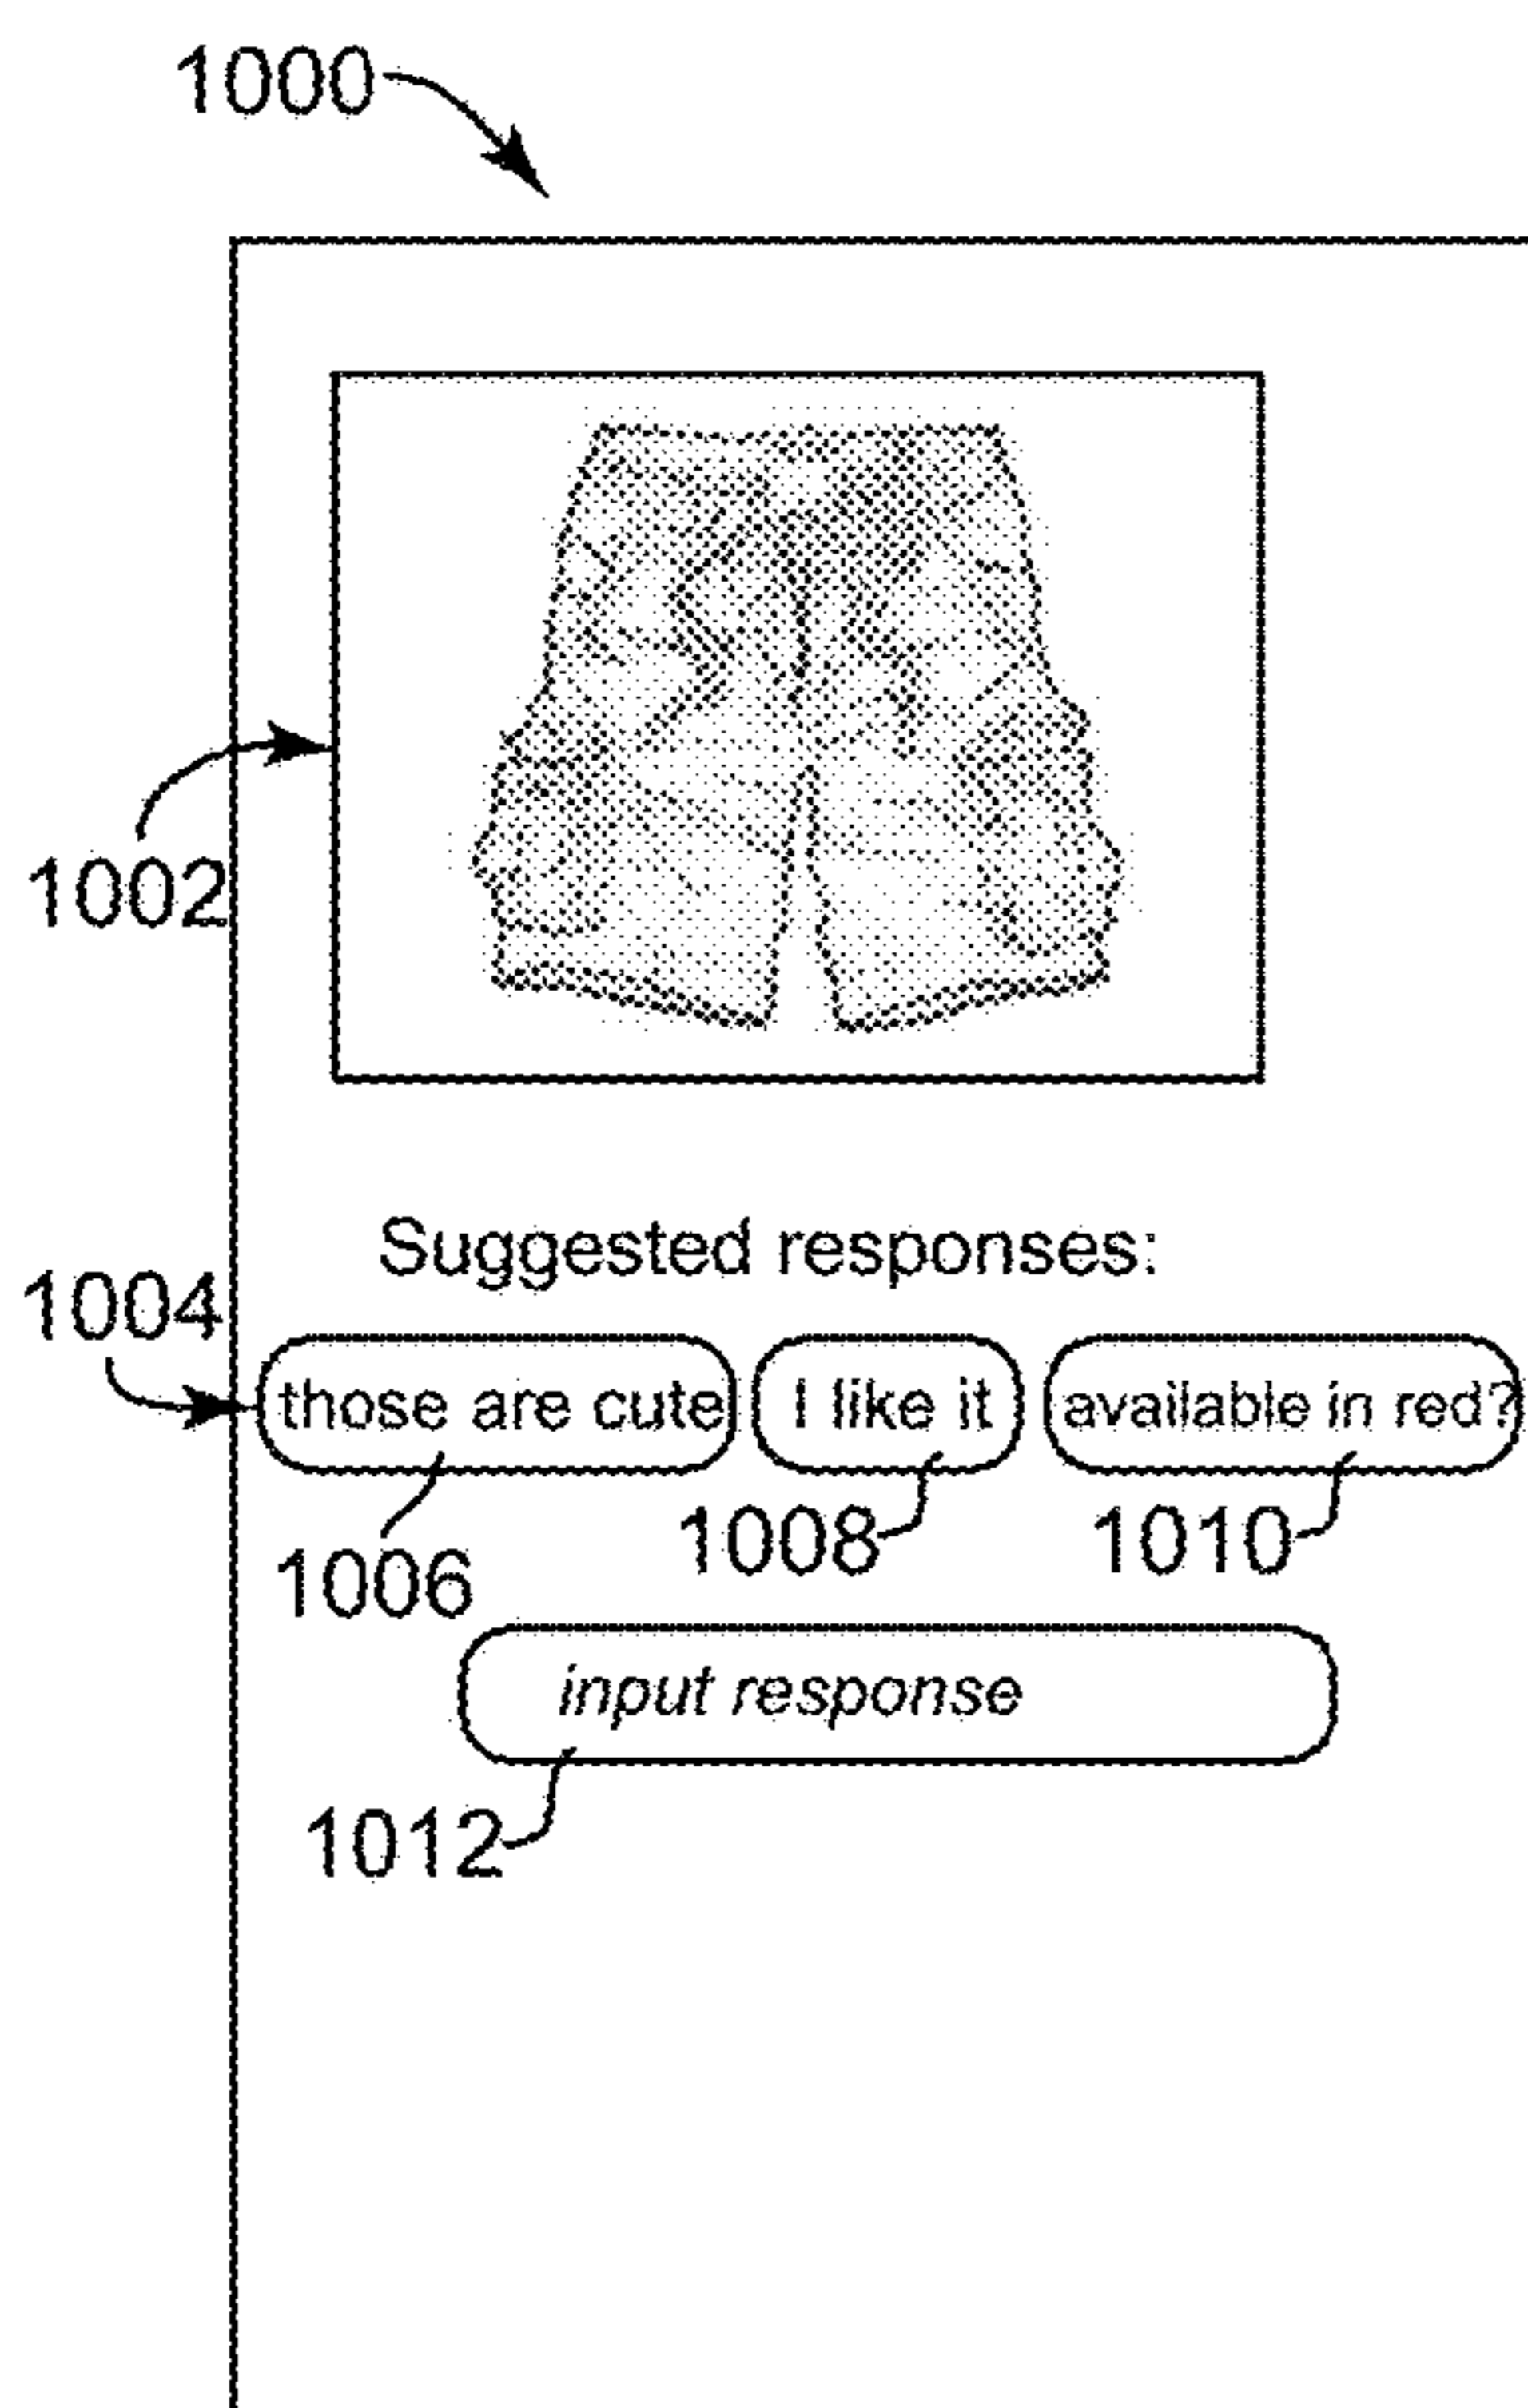 1000
1002
Suggested responses:
1004
those are cute I like it available in red?
1006 1008 1010
input response
1012